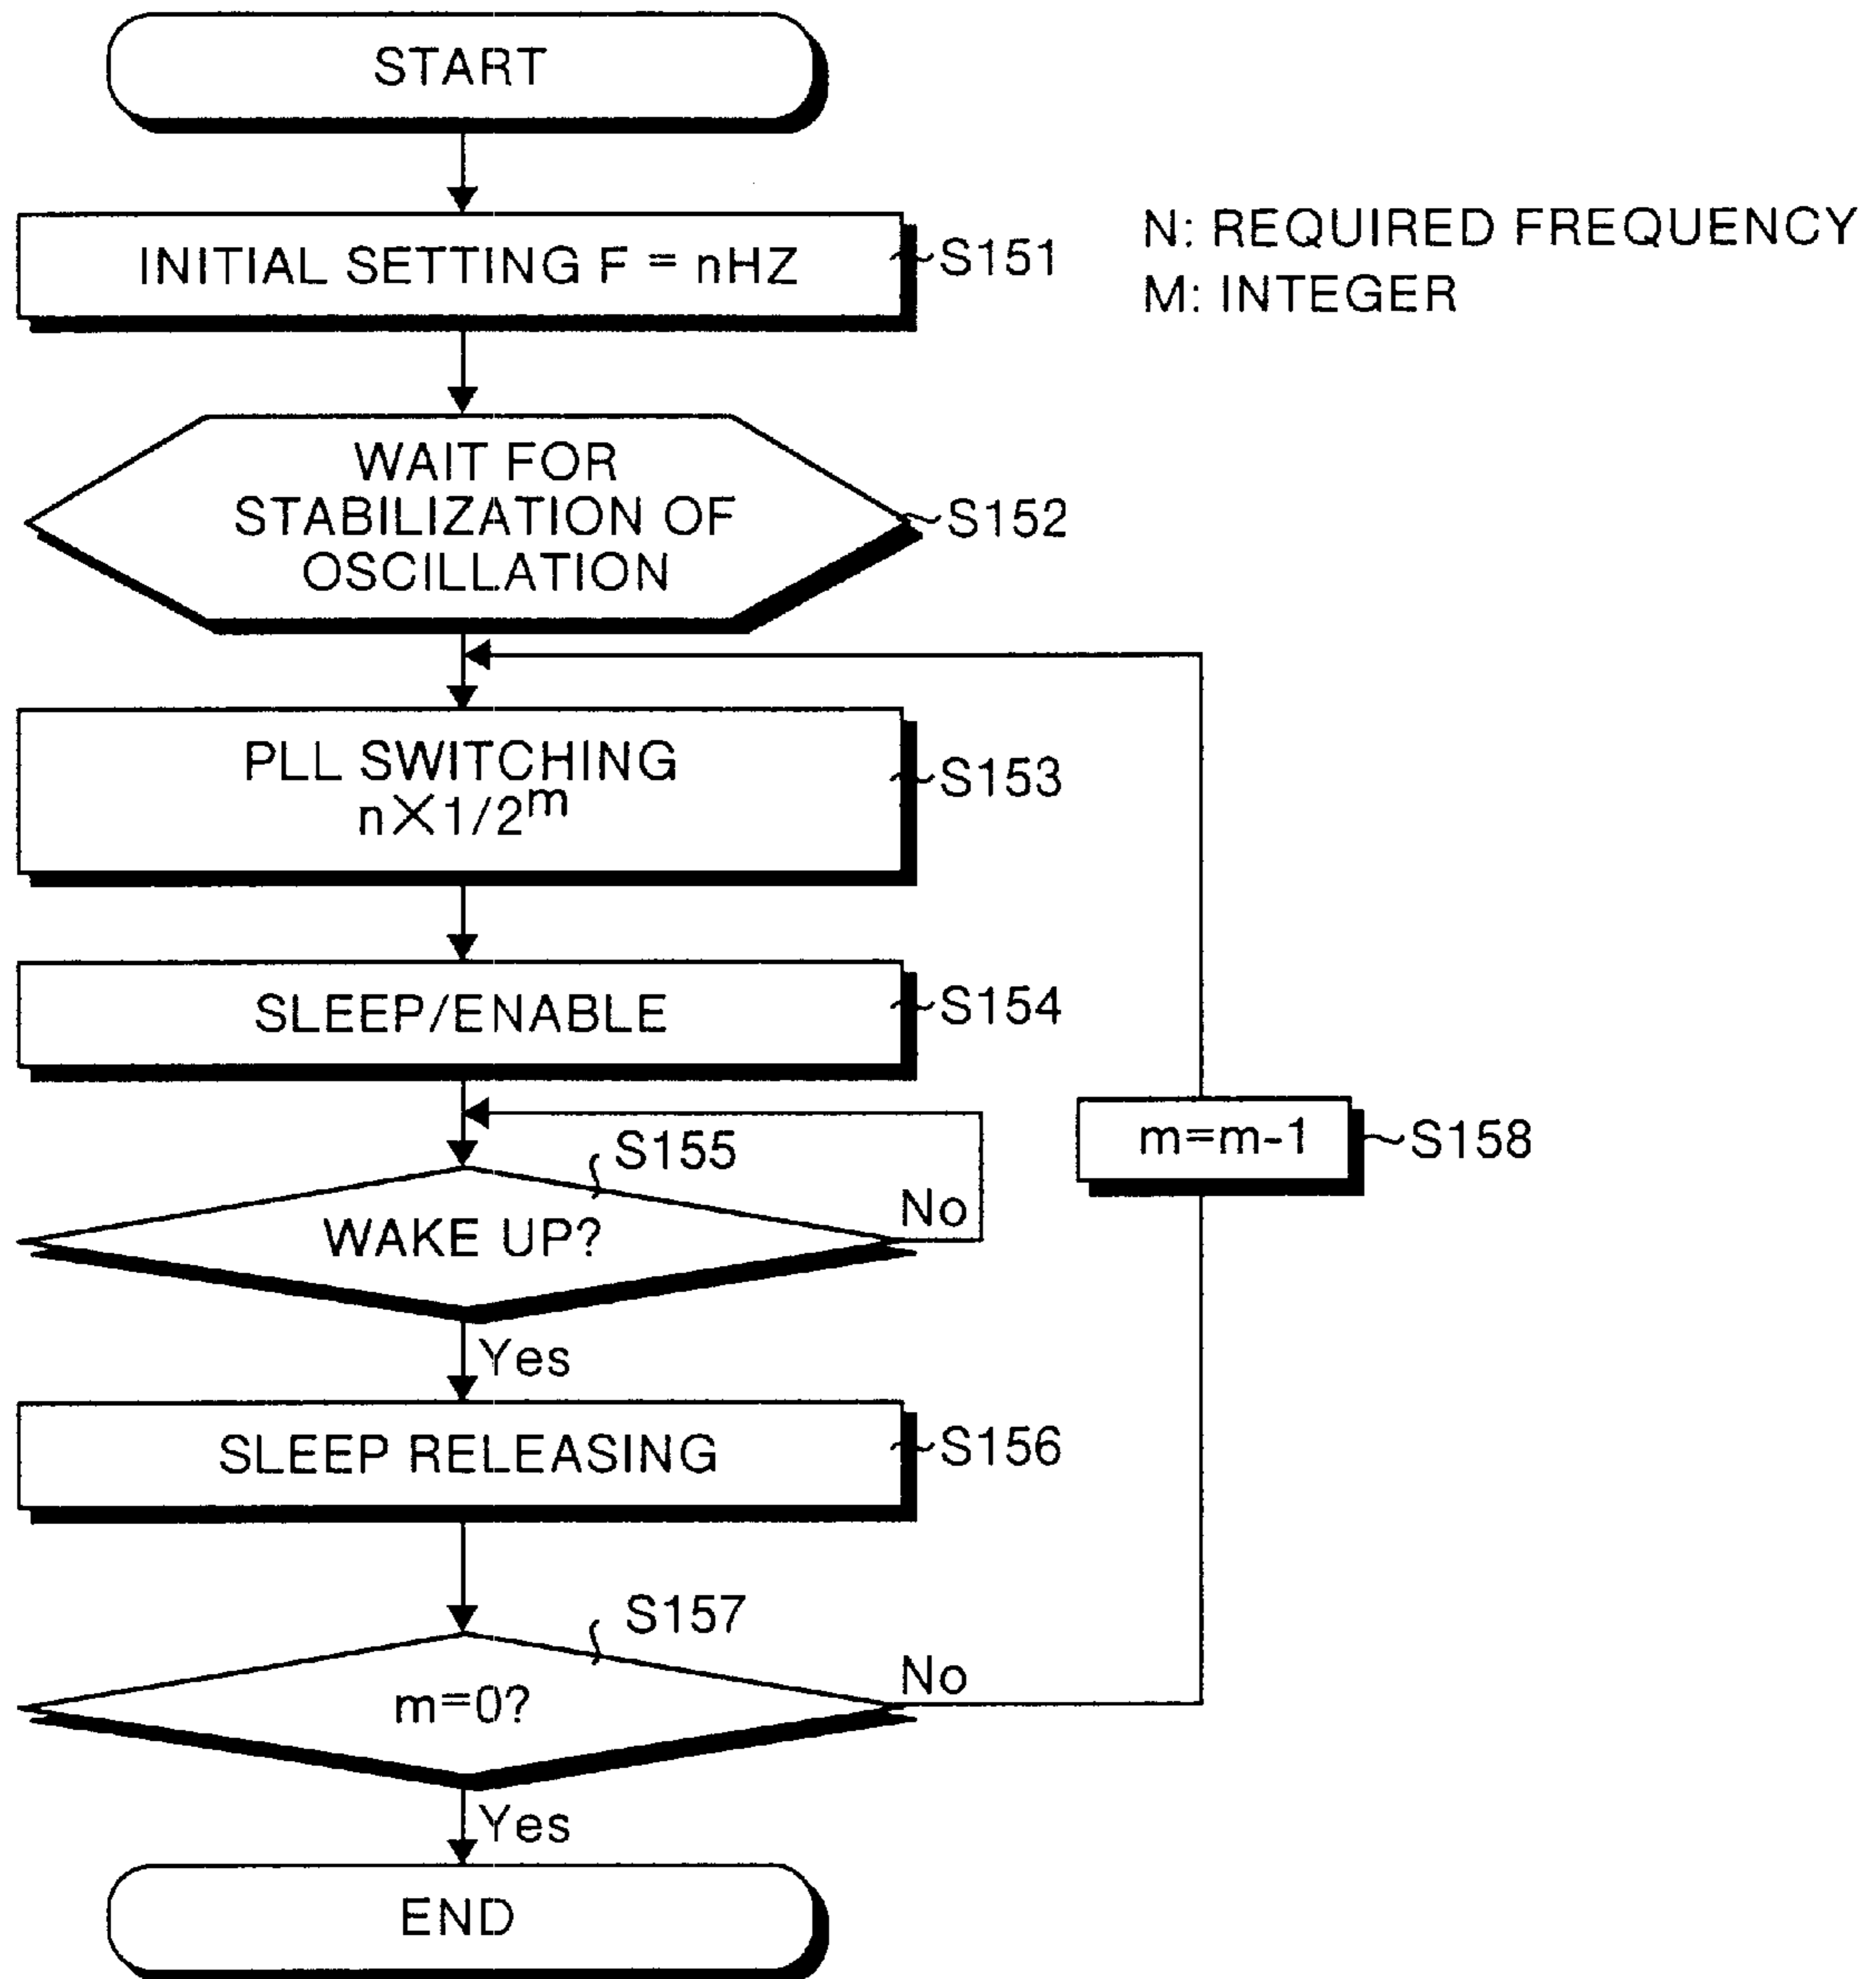 START
INITIAL SETTING F = nHZ
S151
N: REQUIRED FREQUENCY
M: INTEGER
WAIT FOR
STABILIZATION OF
OSCILLATION
S152
PLL SWITCHING
n×1/2^m
S153
SLEEP/ENABLE
S154
S155
WAKE UP?
No
m=m-1
S158
Yes
SLEEP RELEASING
S156
S157
m=0?
No
Yes
END